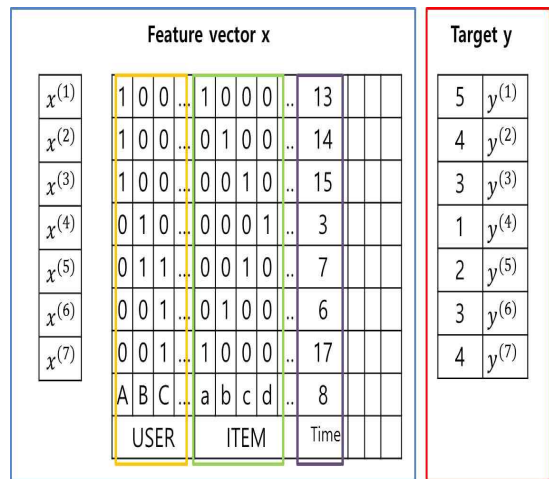 Feature vector x Target y
x^(1) 1 0 0 ... 1 0 0 0 .. 13 5 y^(1)
x^(2) 1 0 0 ... 0 1 0 0 .. 14 4 y^(2)
x^(3) 1 0 0 ... 0 0 1 0 .. 15 3 y^(3)
x^(4) 0 1 0 ... 0 0 0 1 .. 3 1 y^(4)
x^(5) 0 1 1 ... 0 0 1 0 .. 7 2 y^(5)
x^(6) 0 0 1 ... 0 1 0 0 .. 6 3 y^(6)
x^(7) 0 0 1 ... 1 0 0 0 .. 17 4 y^(7)
A B C ... a b c d .. 8
USER ITEM Time